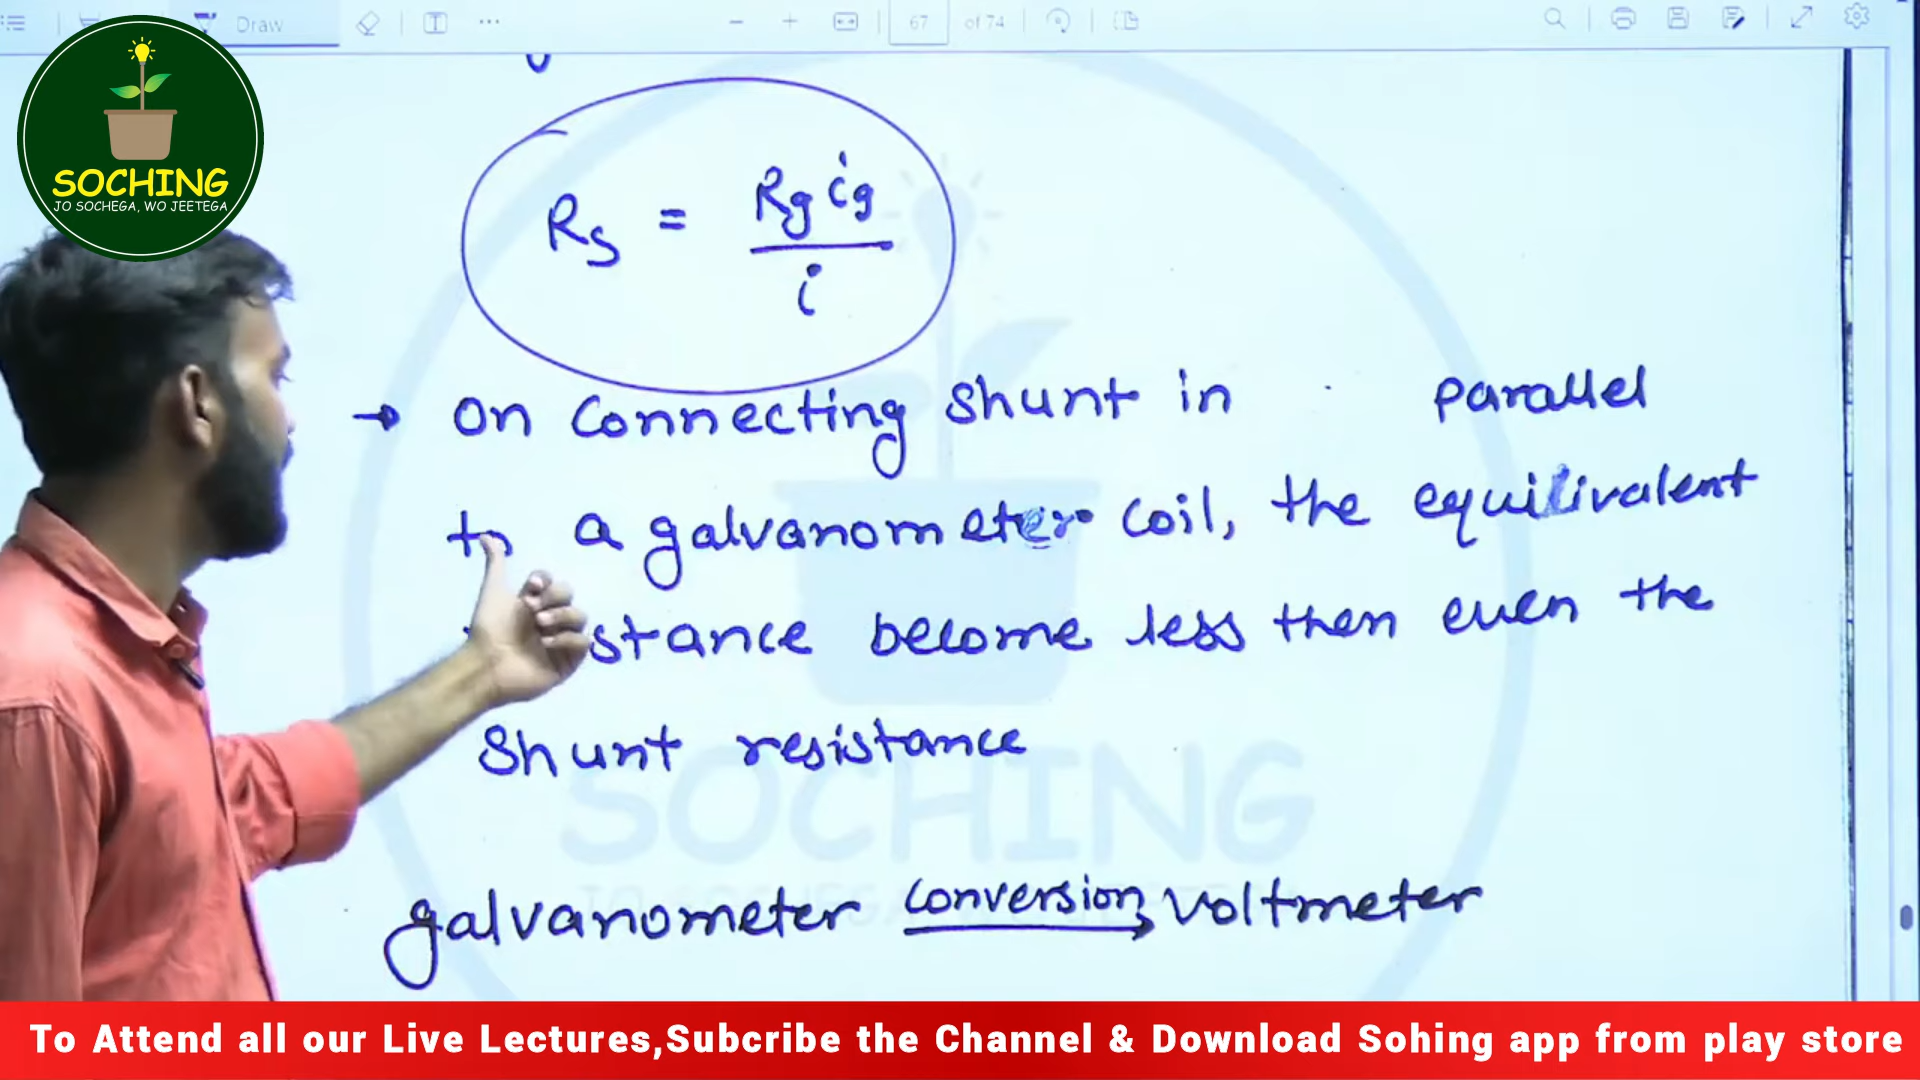 Draw
67 of 74
SOCHING
JO SOCHEGA, WO JEETEGA
Rs = Rg ig / i
→ On connecting shunt in parallel
to a galvanometer coil, the equilivalent
stance become less then even the
Shunt resistance
SOCHING
galvanometer conversion voltmeter
To Attend all our Live Lectures,Subcribe the Channel & Download Sohing app from play store